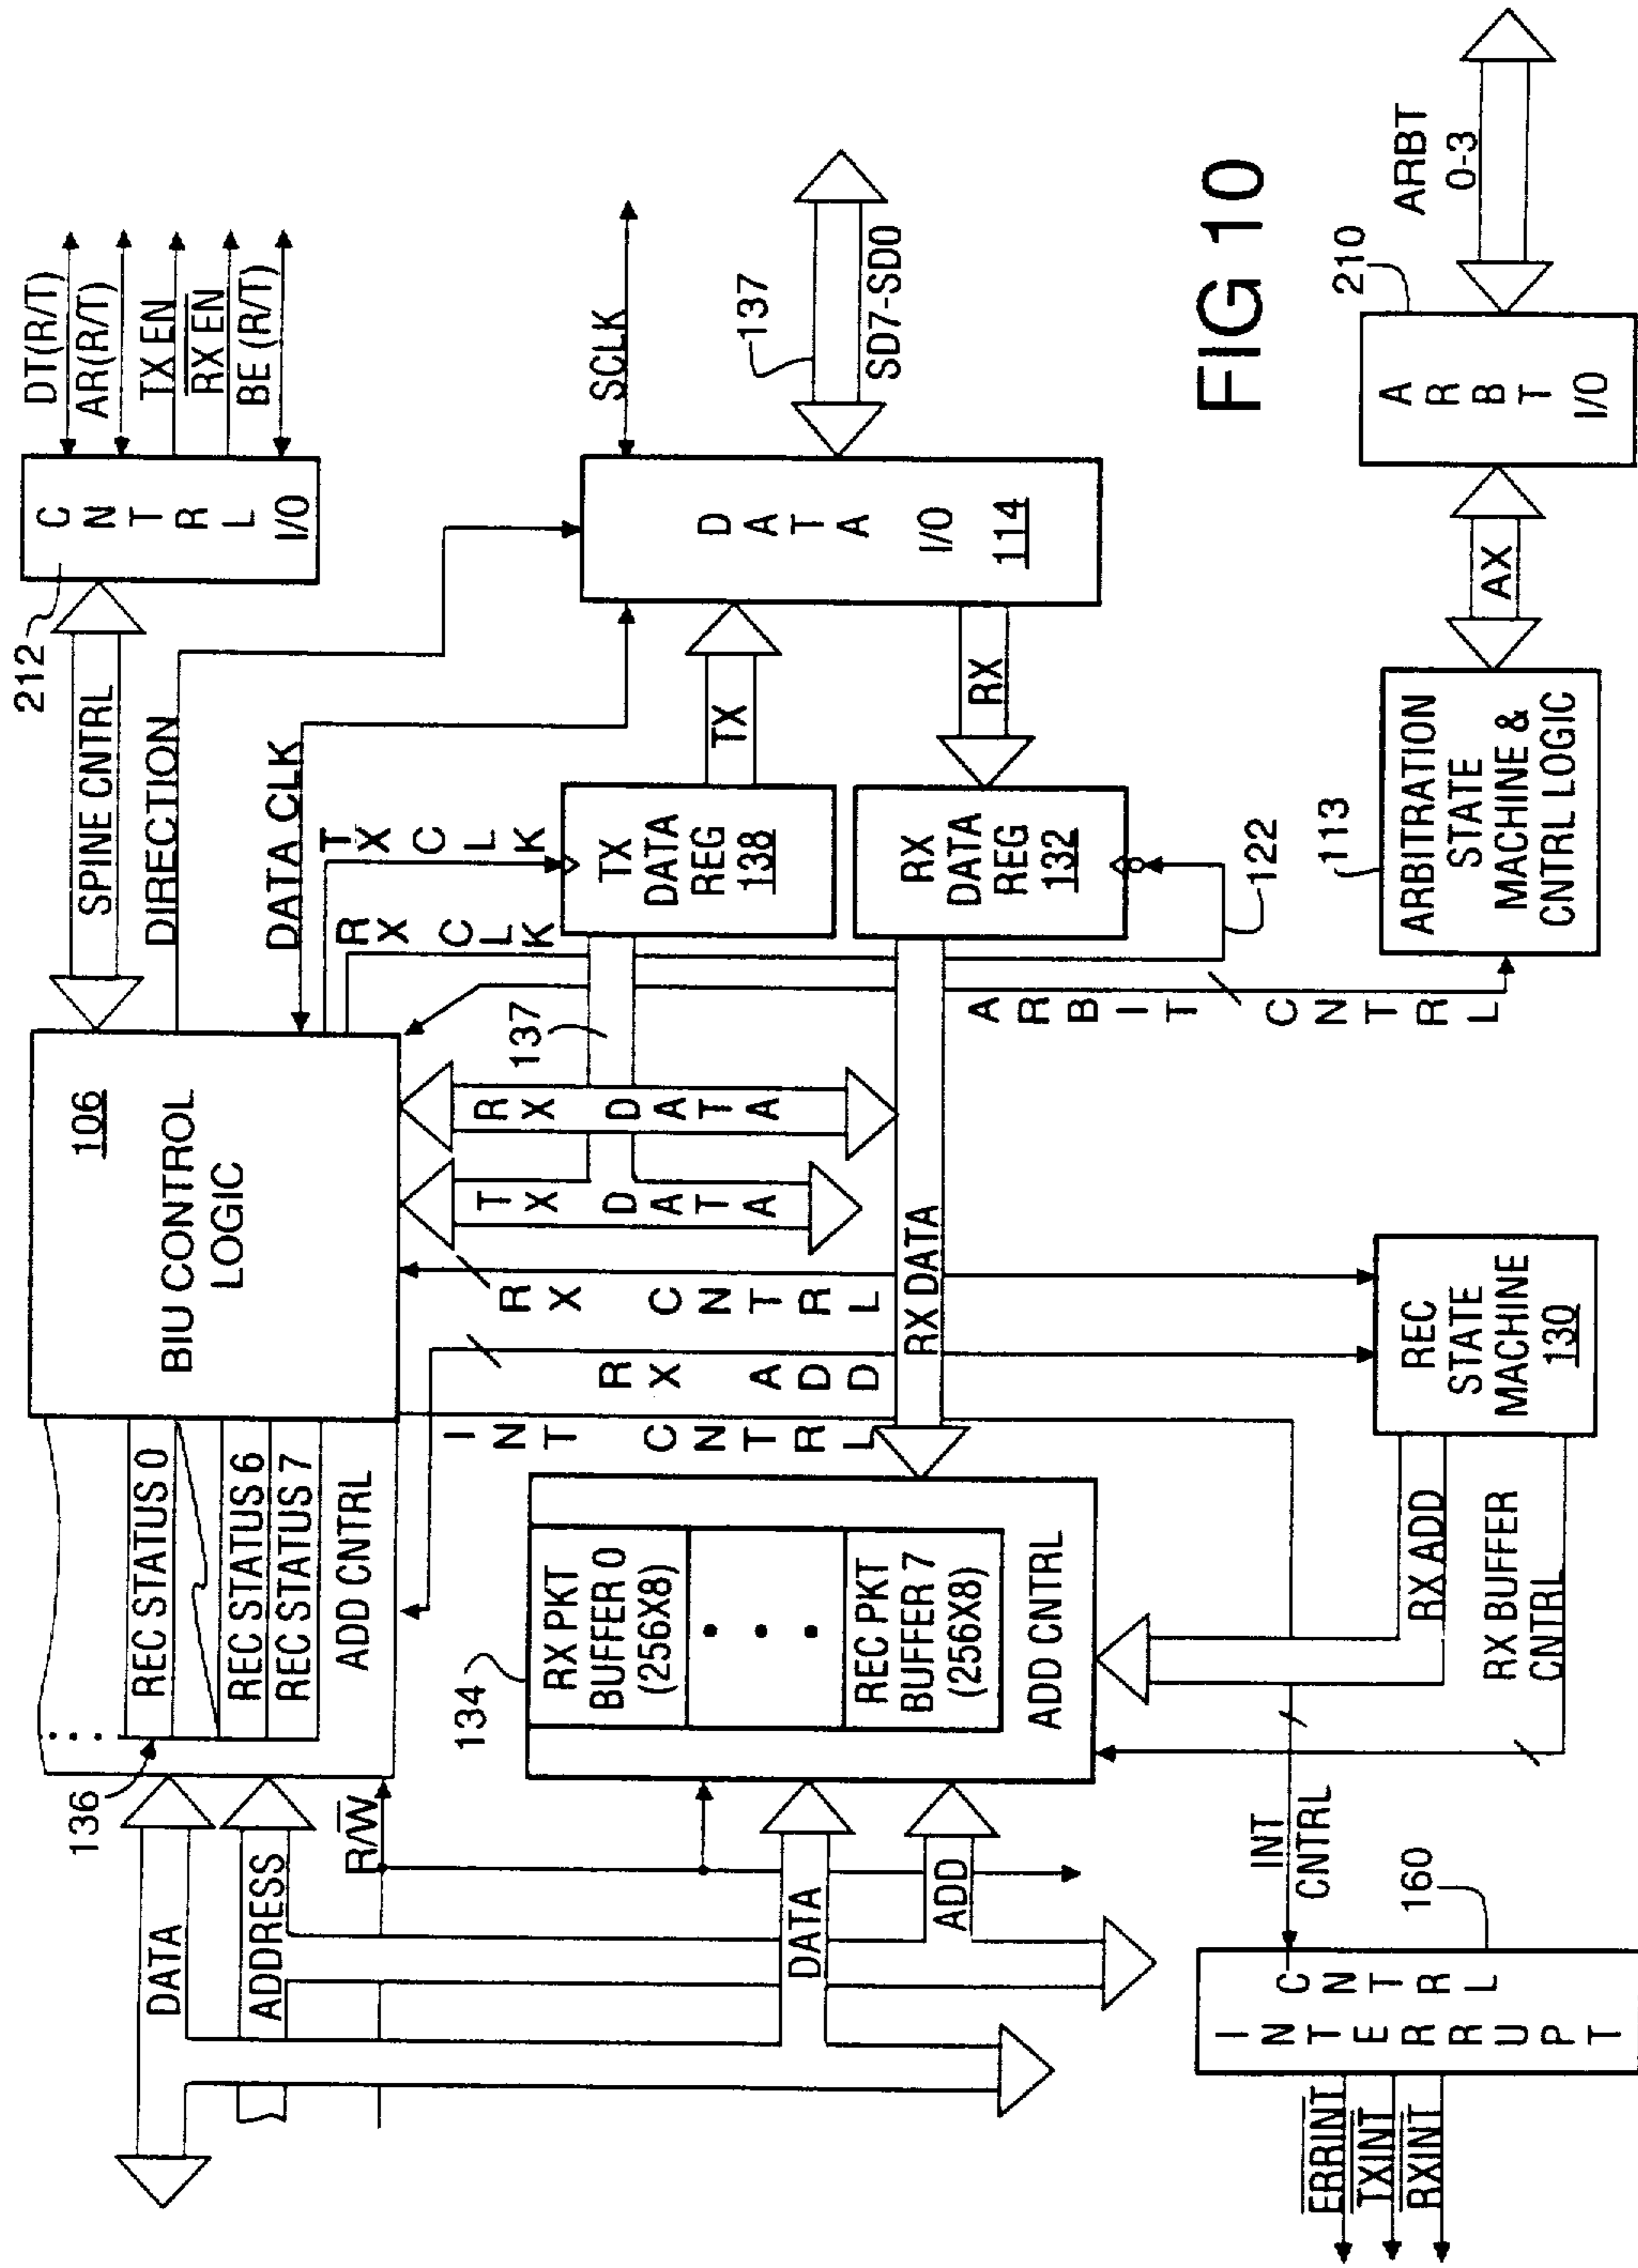 DATA
ADDRESS
R/W
136
REC STATUS 0
REC STATUS 6
REC STATUS 7
ADD CNTRL
106
BIU CONTROL
LOGIC
SPINE CNTRL
DIRECTION
DATA CLK
TX CLK
RX CLK
212
CNTRL
I/O
DT(R/T)
AR(R/T)
TX EN
RX EN
BE (R/T)
134
RX PKT
BUFFER 0
(256X8)
REC PKT
BUFFER 7
(256X8)
ADD CNTRL
DATA
ADD
INT CNTRL
RX ADD
RX CNTRL
TX DATA
RX DATA
137
RX DATA
TX
DATA
REG
138
TX
RX
DATA
REG
132
RX
122
DATA
I/O
114
SCLK
137
SD7-SD0
ARBIT CNTRL
INT
CNTRL
160
INTERRUPT
CNTRL
ERRINT
TXINT
RXINT
RX ADD
RX BUFFER
CNTRL
REC
STATE
MACHINE
130
113
ARBITRATION
STATE
MACHINE &
CNTRL LOGIC
AX
210
ARBT
I/O
ARBT
0-3
FIG 10